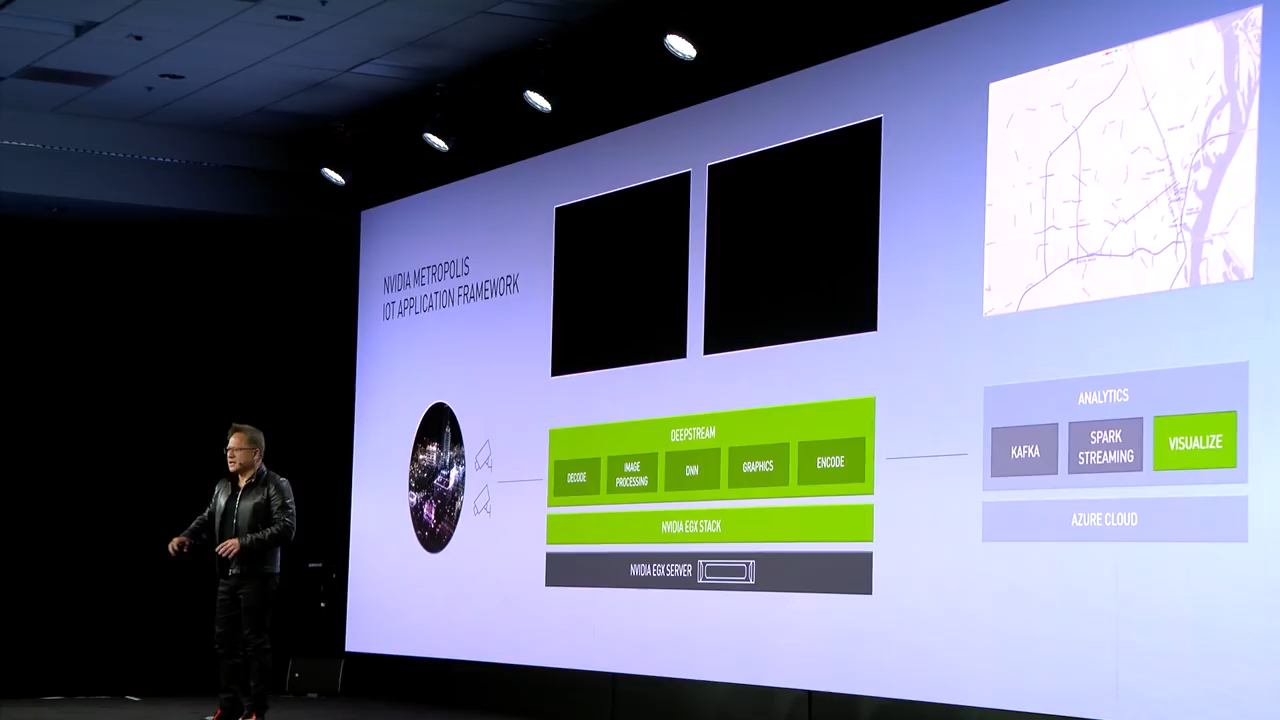 NVIDIA METROPOLIS
IOT APPLICATION FRAMEWORK
DEEPSTREAM
DECODE
IMAGE
PROCESSING
DNN
GRAPHICS
ENCODE
NVIDIA EGX STACK
NVIDIA EGX SERVER
ANALYTICS
KAFKA
SPARK
STREAMING
VISUALIZE
AZURE CLOUD